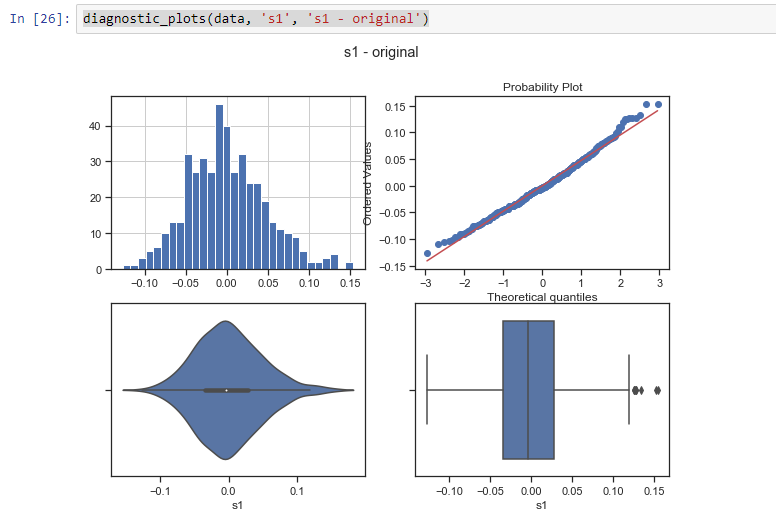 In [26]: diagnostic_plots(data, 's1', 's1 - original')
s1 - original
40
30
20
10
0
−0.10 −0.05 0.00 0.05 0.10 0.15
Probability Plot
Ordered Values
0.15
0.10
0.05
0.00
−0.05
−0.10
−0.15
−3 −2 −1 0 1 2 3
Theoretical quantiles
−0.1 0.0 0.1
s1
−0.10 −0.05 0.00 0.05 0.10 0.15
s1